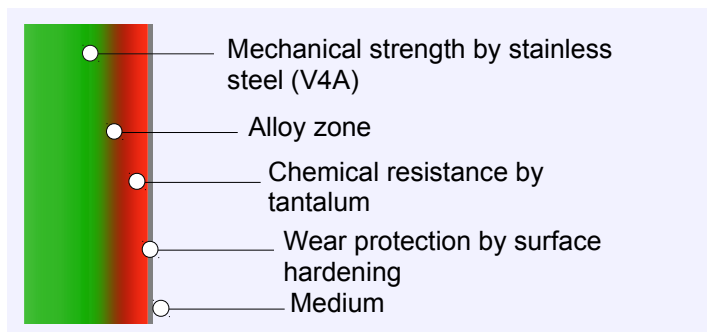 Mechanical strength by stainless
steel (V4A)
Alloy zone
Chemical resistance by
tantalum
Wear protection by surface
hardening
Medium